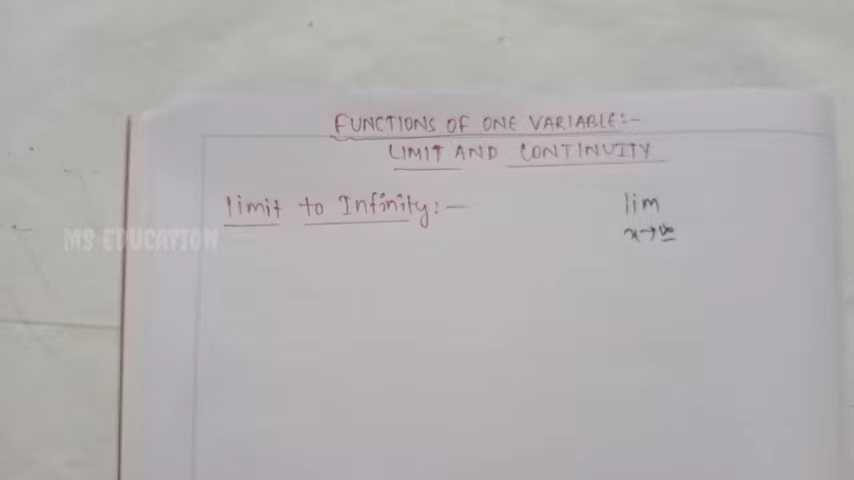 FUNCTIONS OF ONE VARIABLE:-
LIMIT AND CONTINUITY
limit to Infinity:-
lim
x→∞
MS EDUCATION